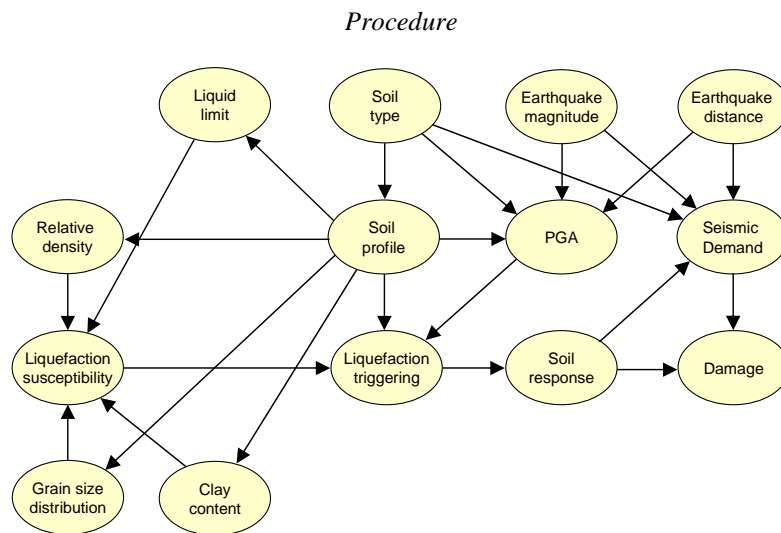 Procedure
Liquid
limit
Soil
type
Earthquake
magnitude
Earthquake
distance
Relative
density
Soil
profile
PGA
Seismic
Demand
Liquefaction
susceptibility
Liquefaction
triggering
Soil
response
Damage
Grain size
distribution
Clay
content